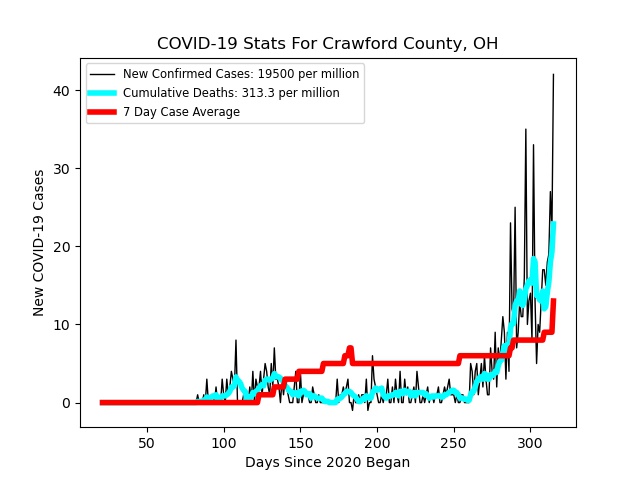 COVID-19 Stats For Crawford County, OH
New Confirmed Cases: 19500 per million
Cumulative Deaths: 313.3 per million
7 Day Case Average
New COVID-19 Cases
40
30
20
10
0
50 100 150 200 250 300
Days Since 2020 Began